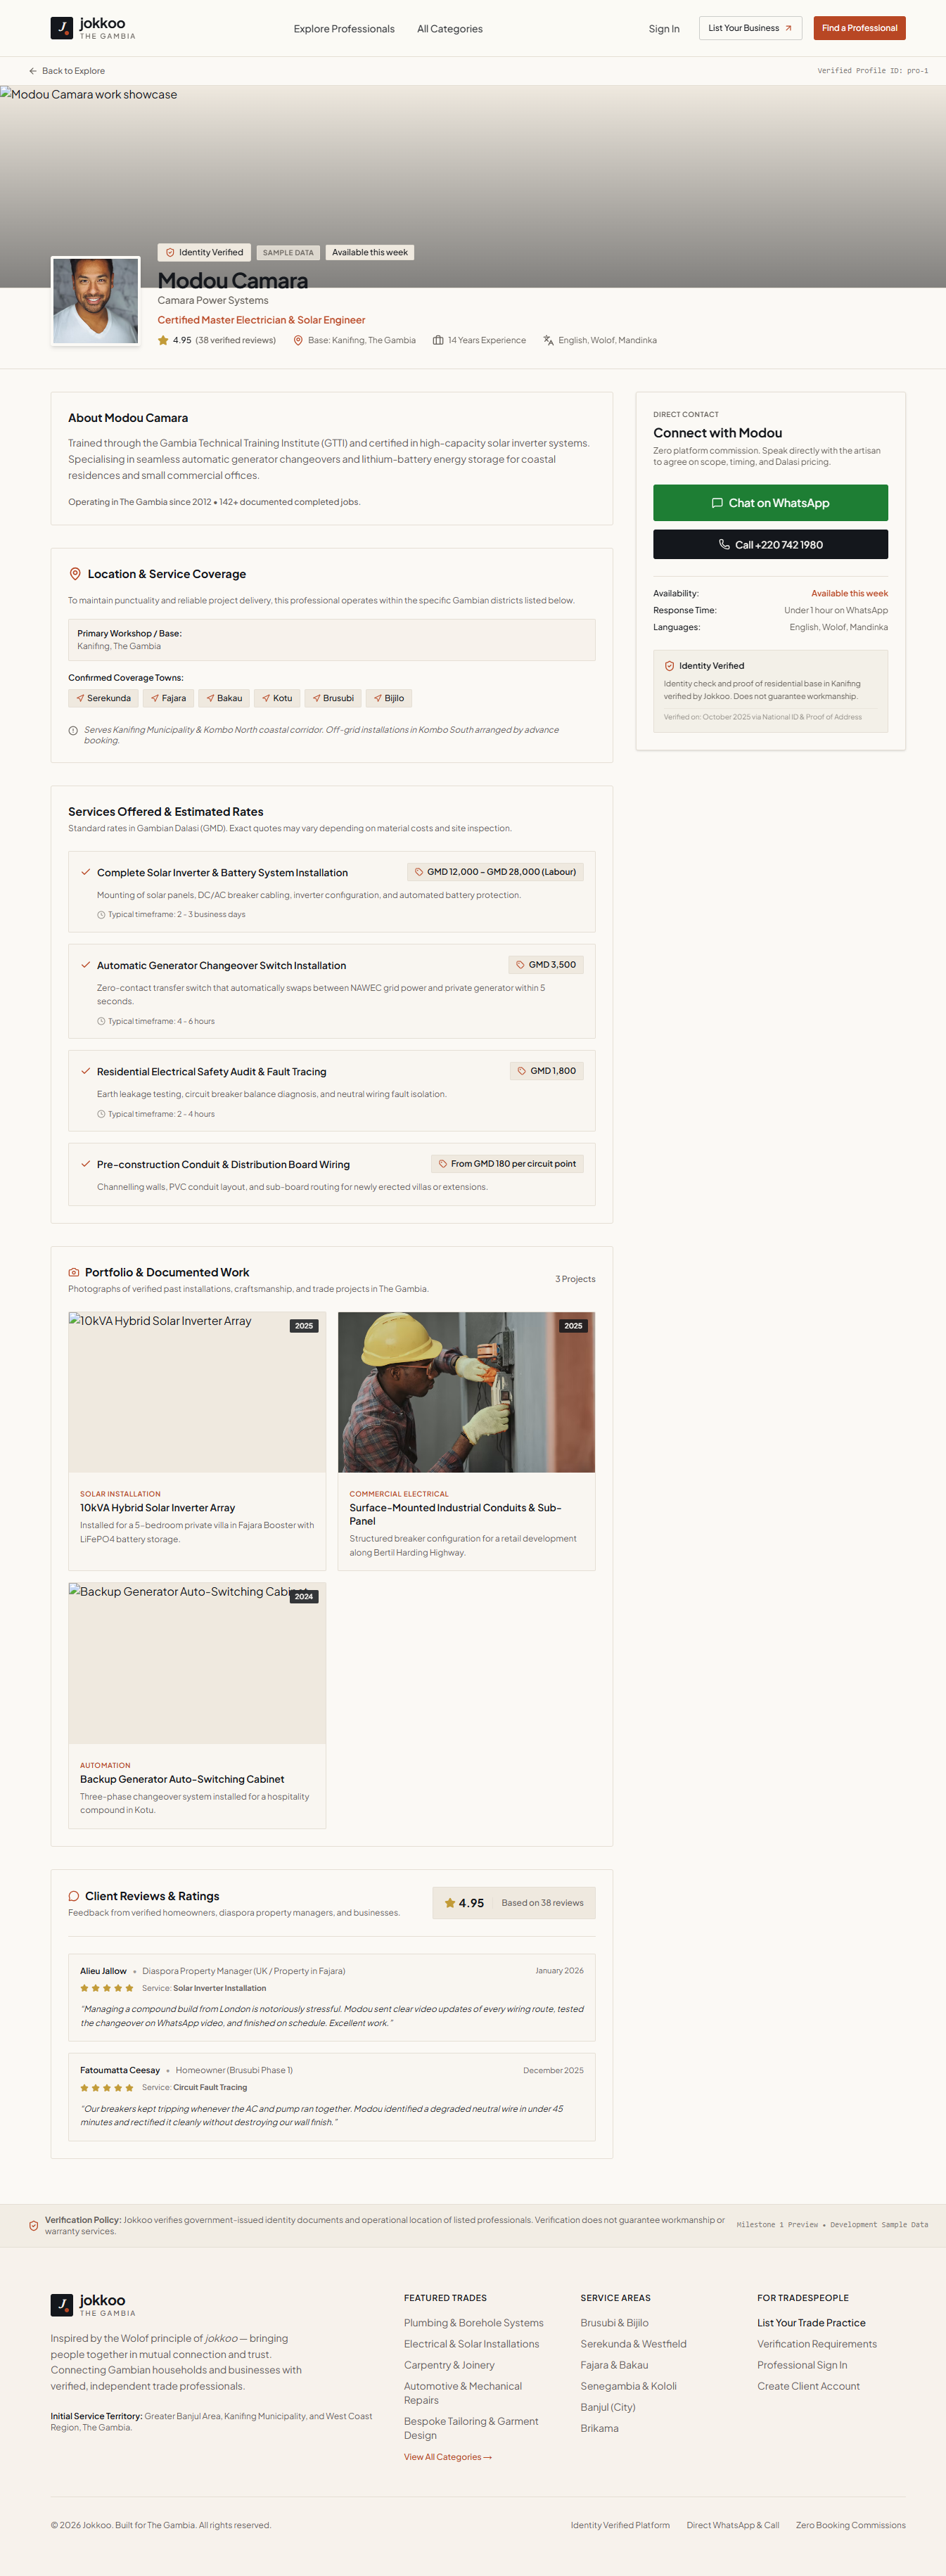 jokkoo
THE GAMBIA
Explore Professionals
All Categories
Sign In
List Your Business
Find a Professional
Back to Explore
Verified Profile ID: pro-1
Modou Camara work showcase
Identity Verified
SAMPLE DATA
Available this week
Modou Camara
Camara Power Systems
Certified Master Electrician & Solar Engineer
4.95 (38 verified reviews)
Base: Kanifing, The Gambia
14 Years Experience
English, Wolof, Mandinka
About Modou Camara
Trained through the Gambia Technical Training Institute (GTTI) and certified in high-capacity solar inverter systems.
Specialising in seamless automatic generator changeovers and lithium-battery energy storage for coastal
residences and small commercial offices.
Operating in The Gambia since 2012 • 142+ documented completed jobs.
DIRECT CONTACT
Connect with Modou
Zero platform commission. Speak directly with the artisan
to agree on scope, timing, and Dalasi pricing.
Chat on WhatsApp
Call +220 742 1980
Availability:
Available this week
Response Time:
Under 1 hour on WhatsApp
Languages:
English, Wolof, Mandinka
Identity Verified
Identity check and proof of residential base in Kanifing
verified by Jokkoo. Does not guarantee workmanship.
Verified on: October 2025 via National ID & Proof of Address
Location & Service Coverage
To maintain punctuality and reliable project delivery, this professional operates within the specific Gambian districts listed below.
Primary Workshop / Base:
Kanifing, The Gambia
Confirmed Coverage Towns:
Serekunda
Fajara
Bakau
Kotu
Brusubi
Bijilo
Serves Kanifing Municipality & Kombo North coastal corridor. Off-grid installations in Kombo South arranged by advance
booking.
Services Offered & Estimated Rates
Standard rates in Gambian Dalasi (GMD). Exact quotes may vary depending on material costs and site inspection.
Complete Solar Inverter & Battery System Installation
GMD 12,000 – GMD 28,000 (Labour)
Mounting of solar panels, DC/AC breaker cabling, inverter configuration, and automated battery protection.
Typical timeframe: 2 - 3 business days
Automatic Generator Changeover Switch Installation
GMD 3,500
Zero-contact transfer switch that automatically swaps between NAWEC grid power and private generator within 5
seconds.
Typical timeframe: 4 - 6 hours
Residential Electrical Safety Audit & Fault Tracing
GMD 1,800
Earth leakage testing, circuit breaker balance diagnosis, and neutral wiring fault isolation.
Typical timeframe: 2 - 4 hours
Pre-construction Conduit & Distribution Board Wiring
From GMD 180 per circuit point
Channelling walls, PVC conduit layout, and sub-board routing for newly erected villas or extensions.
Portfolio & Documented Work
Photographs of verified past installations, craftsmanship, and trade projects in The Gambia.
3 Projects
10kVA Hybrid Solar Inverter Array
2025
2025
SOLAR INSTALLATION
10kVA Hybrid Solar Inverter Array
Installed for a 5-bedroom private villa in Fajara Booster with
LiFePO4 battery storage.
COMMERCIAL ELECTRICAL
Surface-Mounted Industrial Conduits & Sub-
Panel
Structured breaker configuration for a retail development
along Bertil Harding Highway.
Backup Generator Auto-Switching Cabinet
2024
AUTOMATION
Backup Generator Auto-Switching Cabinet
Three-phase changeover system installed for a hospitality
compound in Kotu.
Client Reviews & Ratings
Feedback from verified homeowners, diaspora property managers, and businesses.
4.95
Based on 38 reviews
Alieu Jallow • Diaspora Property Manager (UK / Property in Fajara)
January 2026
Service: Solar Inverter Installation
"Managing a compound build from London is notoriously stressful. Modou sent clear video updates of every wiring route, tested
the changeover on WhatsApp video, and finished on schedule. Excellent work."
Fatoumatta Ceesay • Homeowner (Brusubi Phase 1)
December 2025
Service: Circuit Fault Tracing
"Our breakers kept tripping whenever the AC and pump ran together. Modou identified a degraded neutral wire in under 45
minutes and rectified it cleanly without destroying our wall finish."
Verification Policy: Jokkoo verifies government-issued identity documents and operational location of listed professionals. Verification does not guarantee workmanship or
warranty services.
Milestone 1 Preview • Development Sample Data
jokkoo
THE GAMBIA
Inspired by the Wolof principle of jokkoo — bringing
people together in mutual connection and trust.
Connecting Gambian households and businesses with
verified, independent trade professionals.
Initial Service Territory: Greater Banjul Area, Kanifing Municipality, and West Coast
Region, The Gambia.
FEATURED TRADES
Plumbing & Borehole Systems
Electrical & Solar Installations
Carpentry & Joinery
Automotive & Mechanical
Repairs
Bespoke Tailoring & Garment
Design
View All Categories →
SERVICE AREAS
Brusubi & Bijilo
Serekunda & Westfield
Fajara & Bakau
Senegambia & Kololi
Banjul (City)
Brikama
FOR TRADESPEOPLE
List Your Trade Practice
Verification Requirements
Professional Sign In
Create Client Account
© 2026 Jokkoo. Built for The Gambia. All rights reserved.
Identity Verified Platform
Direct WhatsApp & Call
Zero Booking Commissions